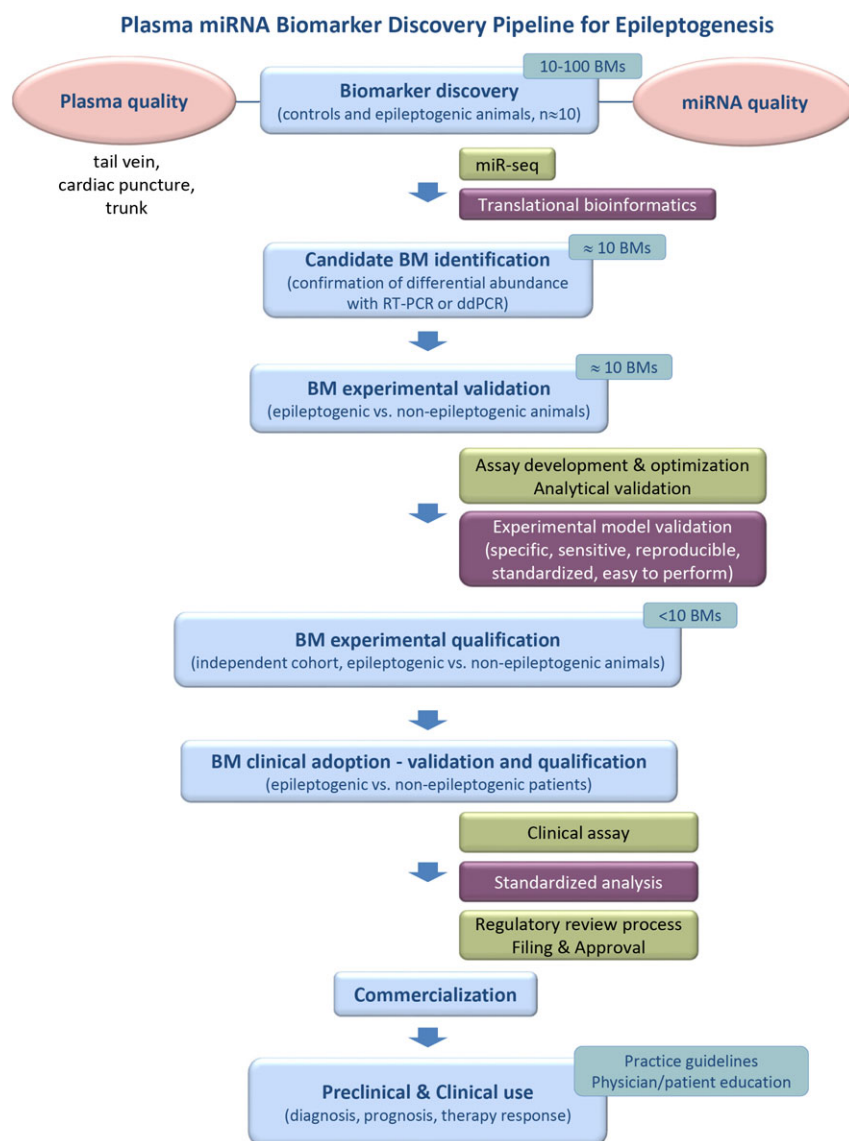 Plasma miRNA Biomarker Discovery Pipeline for Epileptogenesis
10-100 BMs
Plasma quality
Biomarker discovery
(controls and epileptogenic animals, n≈10)
miRNA quality
tail vein,
cardiac puncture,
trunk
miR-seq
Translational bioinformatics
≈ 10 BMs
Candidate BM identification
(confirmation of differential abundance
with RT-PCR or ddPCR)
≈ 10 BMs
BM experimental validation
(epileptogenic vs. non-epileptogenic animals)
Assay development & optimization
Analytical validation
Experimental model validation
(specific, sensitive, reproducible,
standardized, easy to perform)
<10 BMs
BM experimental qualification
(independent cohort, epileptogenic vs. non-epileptogenic animals)
BM clinical adoption - validation and qualification
(epileptogenic vs. non-epileptogenic patients)
Clinical assay
Standardized analysis
Regulatory review process
Filing & Approval
Commercialization
Practice guidelines
Physician/patient education
Preclinical & Clinical use
(diagnosis, prognosis, therapy response)